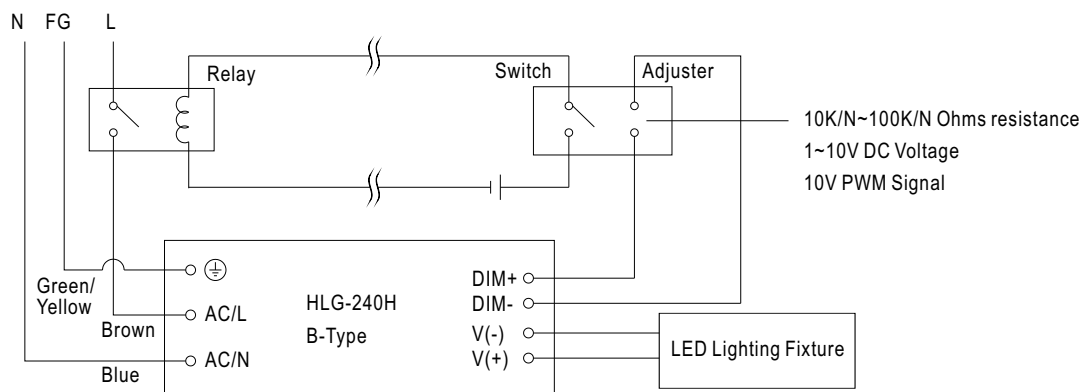 N FG L
Relay
Switch
Adjuster
10K/N~100K/N Ohms resistance
1~10V DC Voltage
10V PWM Signal
Green/
Yellow
Brown
Blue
AC/L
AC/N
HLG-240H
B-Type
DIM+
DIM-
V(-)
V(+)
LED Lighting Fixture